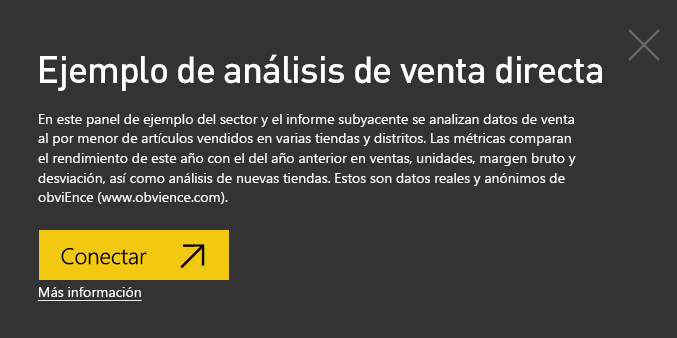 Ejemplo de análisis de venta directa
En este panel de ejemplo del sector y el informe subyacente se analizan datos de venta
al por menor de artículos vendidos en varias tiendas y distritos. Las métricas comparan
el rendimiento de este año con el del año anterior en ventas, unidades, margen bruto y
desviación, así como análisis de nuevas tiendas. Estos son datos reales y anónimos de
obviEnce (www.obvience.com).
Conectar
Más información